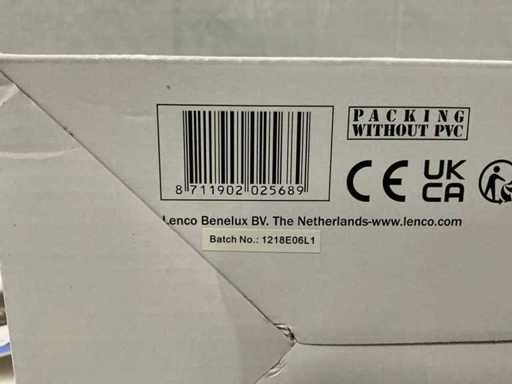 PACKING
WITHOUT PVC
8 711902 025689
CE UK
CA
Lenco Benelux BV. The Netherlands-www.lenco.com
Batch No.: 1218E06L1